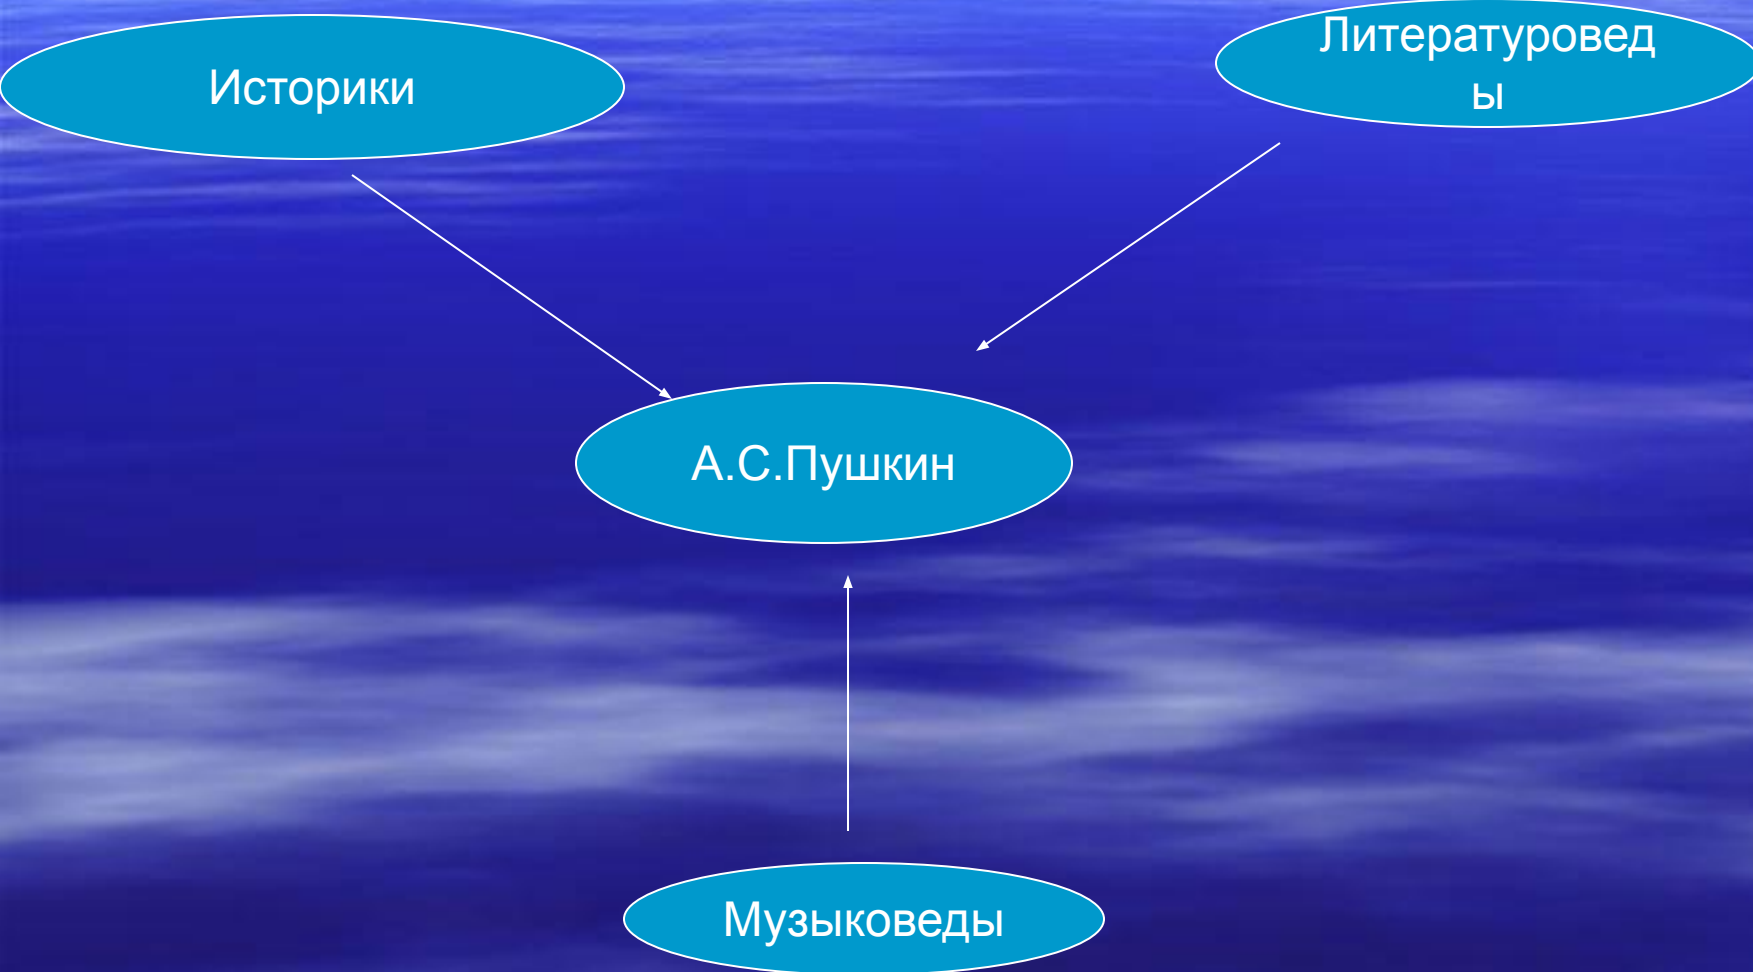 Историки
Литературовед
ы
А.С.Пушкин
Музыковеды